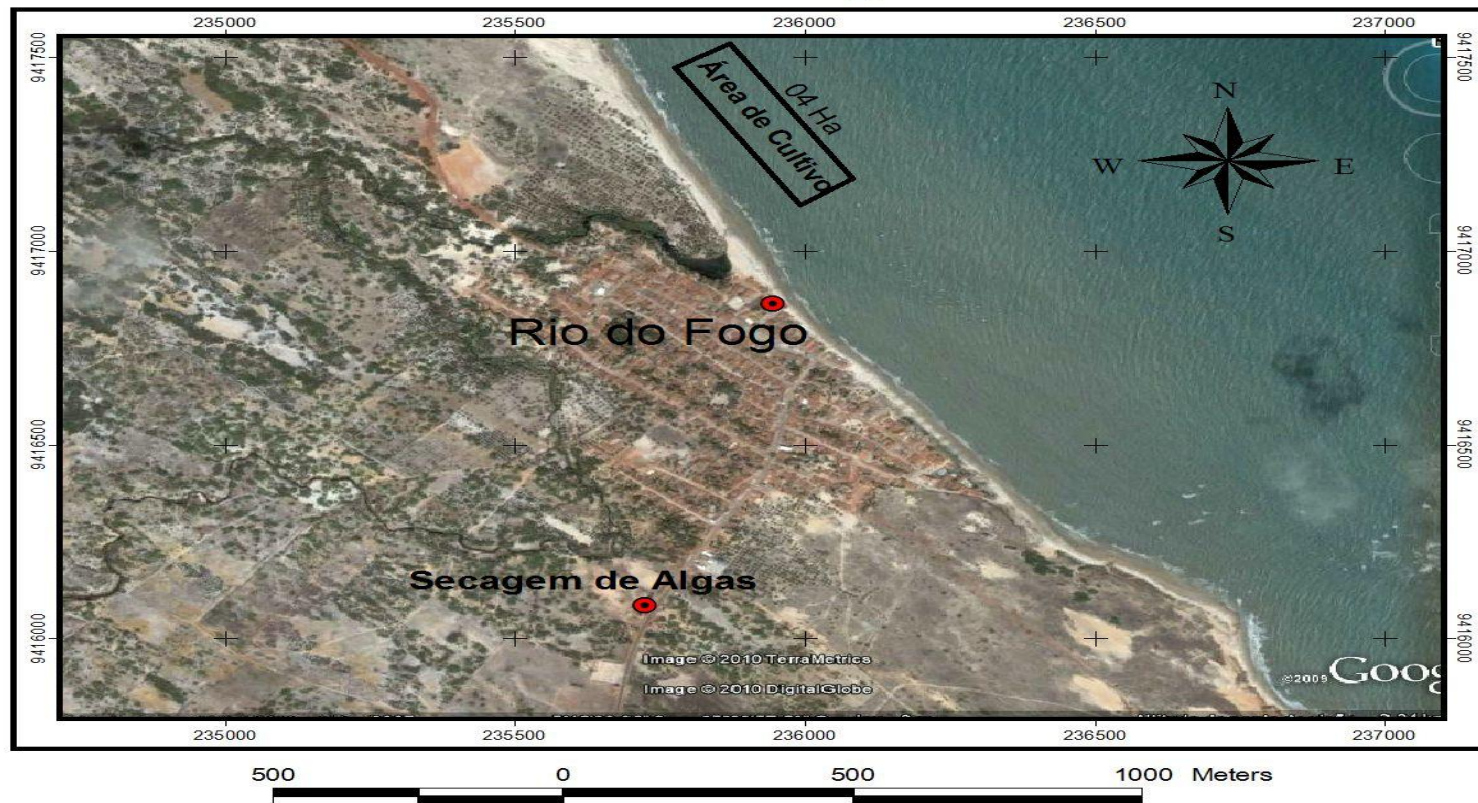 235000 235500 236000 236500 237000
9417500 9417500
04 Ha
Área de Cultivo
N
W E
S
9417000 9417000
Rio do Fogo
9416500 9416500
Secagem de Algas
9416000 9416000
Image © 2010 TerraMetrics
©2009 Goog
Image © 2010 DigitalGlobe
235000 235500 236000 236500 237000
500 0 500 1000 Meters